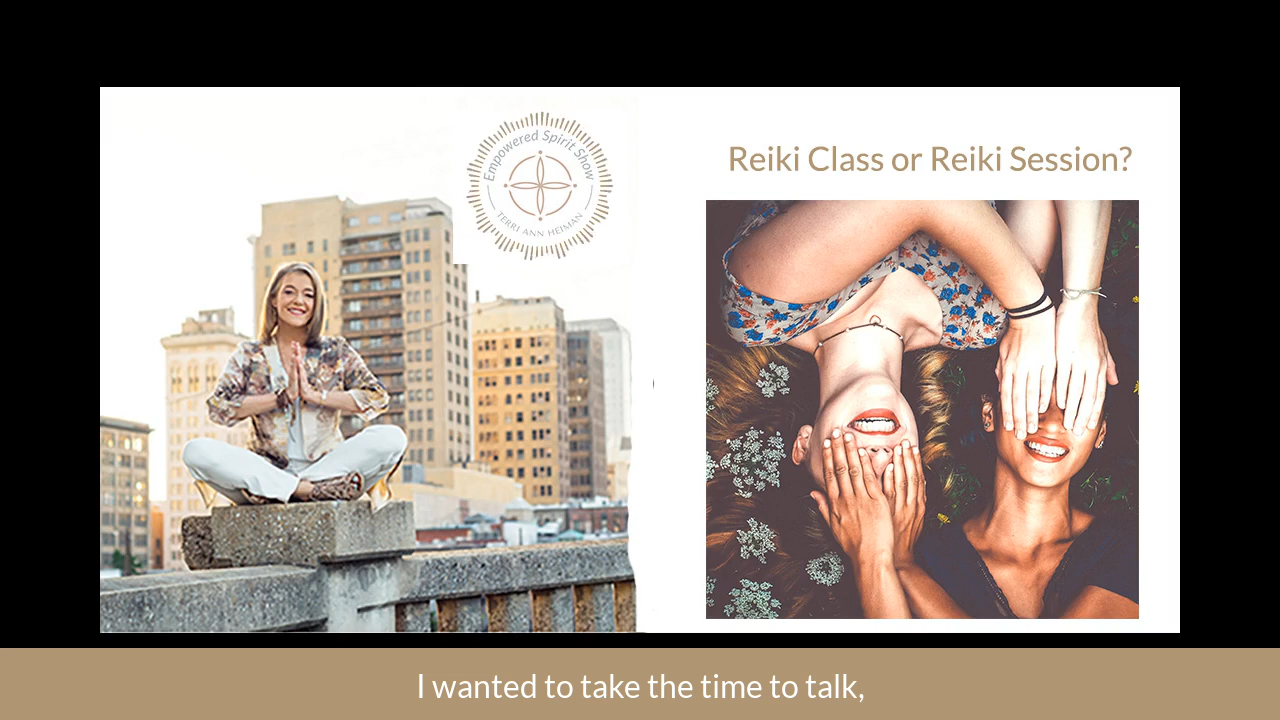 Empowered Spirit Show
TERRI ANN HEIMAN
Reiki Class or Reiki Session?
I wanted to take the time to talk,